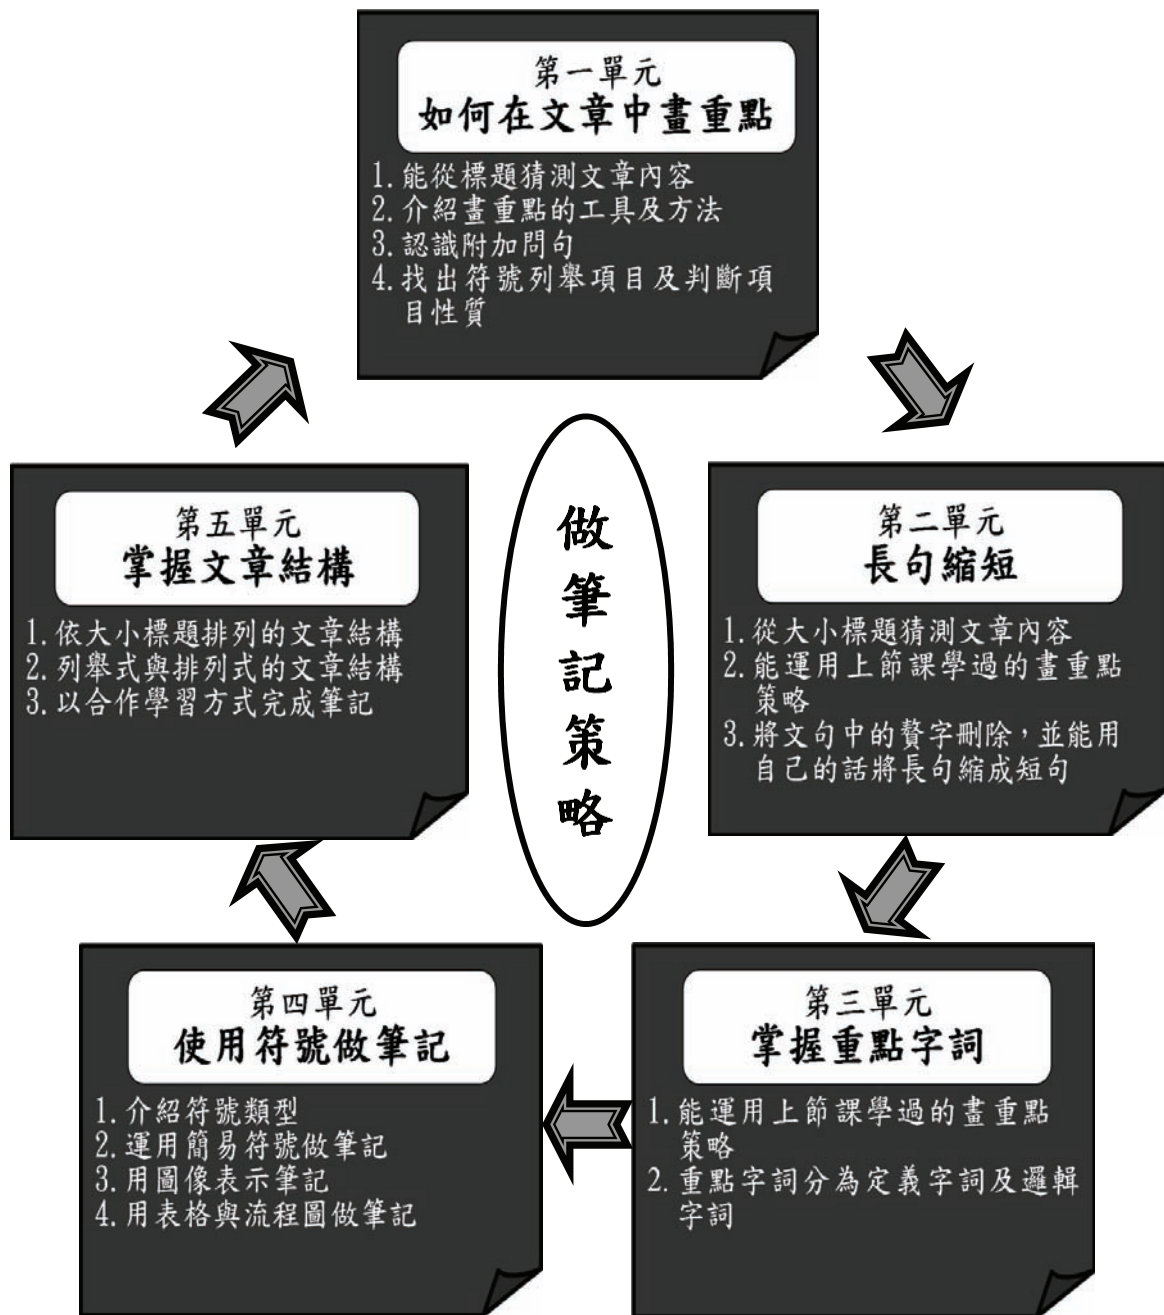 第一單元
如何在文章中畫重點
1.能從標題猜測文章內容
2.介紹畫重點的工具及方法
3.認識附加問句
4.找出符號列舉項目及判斷項
目性質
做
筆
記
策
略
第二單元
長句縮短
1.從大小標題猜測文章內容
2.能運用上節課學過的畫重點
策略
3.將文句中的贅字刪除，並能用
自己的話將長句縮成短句
第三單元
掌握重點字詞
1.能運用上節課學過的畫重點
策略
2.重點字詞分為定義字詞及邏輯
字詞
第四單元
使用符號做筆記
1.介紹符號類型
2.運用簡易符號做筆記
3.用圖像表示筆記
4.用表格與流程圖做筆記
第五單元
掌握文章結構
1.依大小標題排列的文章結構
2.列舉式與排列式的文章結構
3.以合作學習方式完成筆記